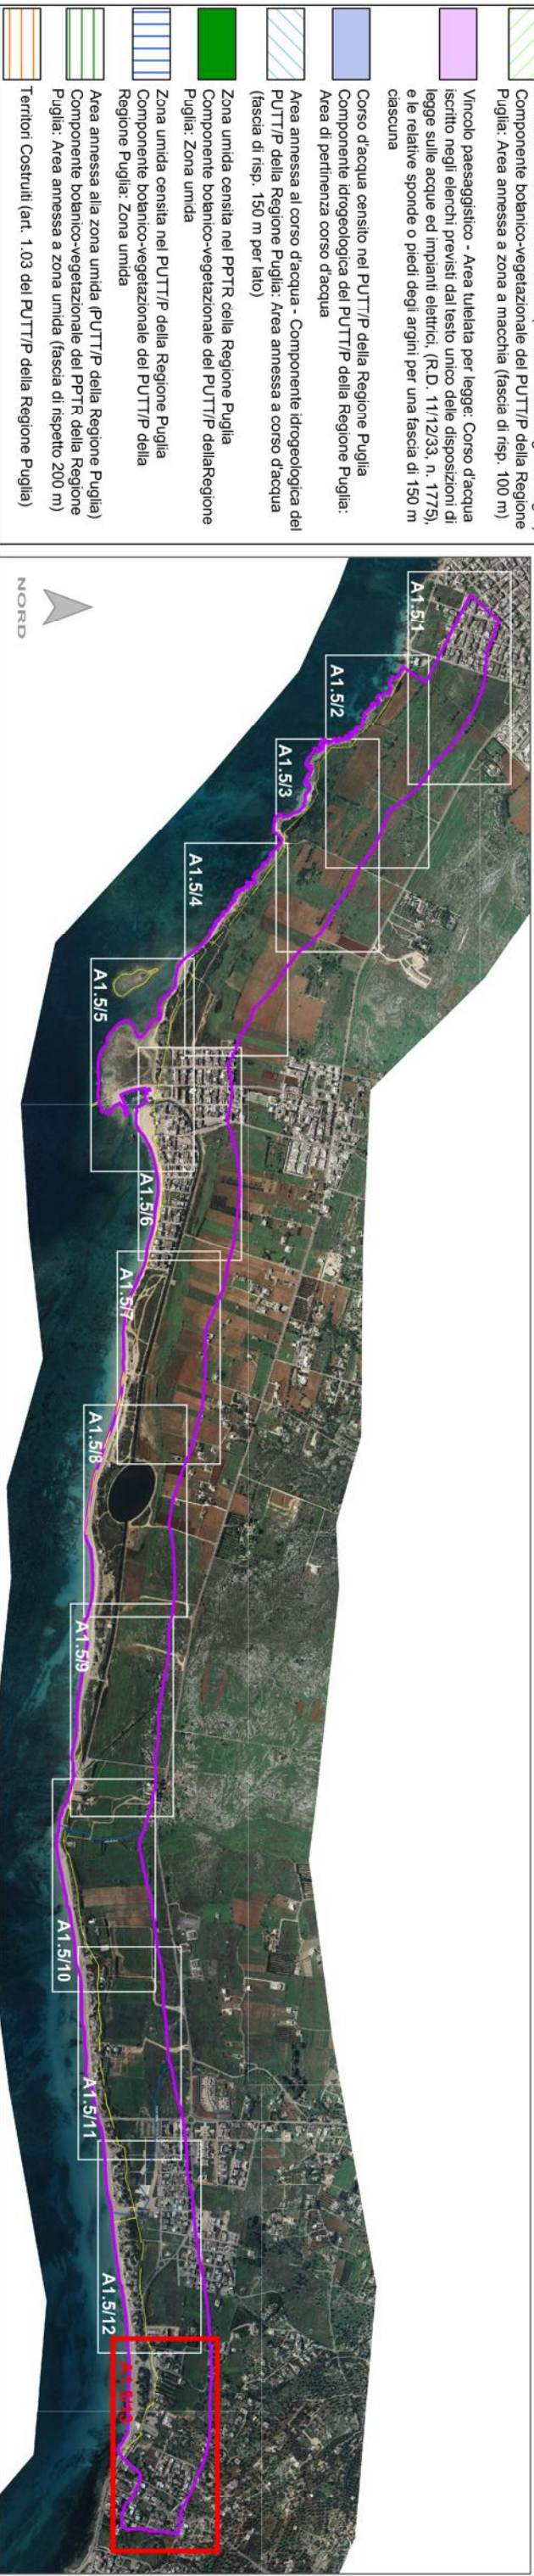 Componente botanico-vegetazionale del PUTT/P della Regione
Puglia: Area annessa a zona a macchia (fascia di risp. 100 m)
Vincolo paesaggistico - Area tutelata per legge: Corso d'acqua
iscritto negli elenchi previsti dal testo unico delle disposizioni di
legge sulle acque ed impianti elettrici, (R.D. 11/12/33, n. 1775),
e le relative sponde o piedi degli argini per una fascia di 150 m
ciascuna
Corso d'acqua censito nel PUTT/P della Regione Puglia
Componente idrogeologica del PUTT/P della Regione Puglia:
Area di pertinenza corso d'acqua
Area annessa al corso d'acqua - Componente idrogeologica del
PUTT/P della Regione Puglia: Area annessa a corso d'acqua
(fascia di risp. 150 m per lato)
Zona umida censita nel PPTR della Regione Puglia
Componente botanico-vegetazionale del PUTT/P dellaRegione
Puglia: Zona umida
Zona umida censita nel PUTT/P della Regione Puglia
Componente botanico-vegetazionale del PUTT/P della
Regione Puglia: Zona umida
Area annessa alla zona umida (PUTT/P della Regione Puglia)
Componente botanico-vegetazionale del PPTR della Regione
Puglia: Area annessa a zona umida (fascia di rispetto 200 m)
Territori Costruiti (art. 1.03 del PUTT/P della Regione Puglia)
NORD
A1.5/1
A1.5/2
A1.5/3
A1.5/4
A1.5/5
A1.5/6
A1.5/7
A1.5/8
A1.5/9
A1.5/10
A1.5/11
A1.5/12
A1.5/13